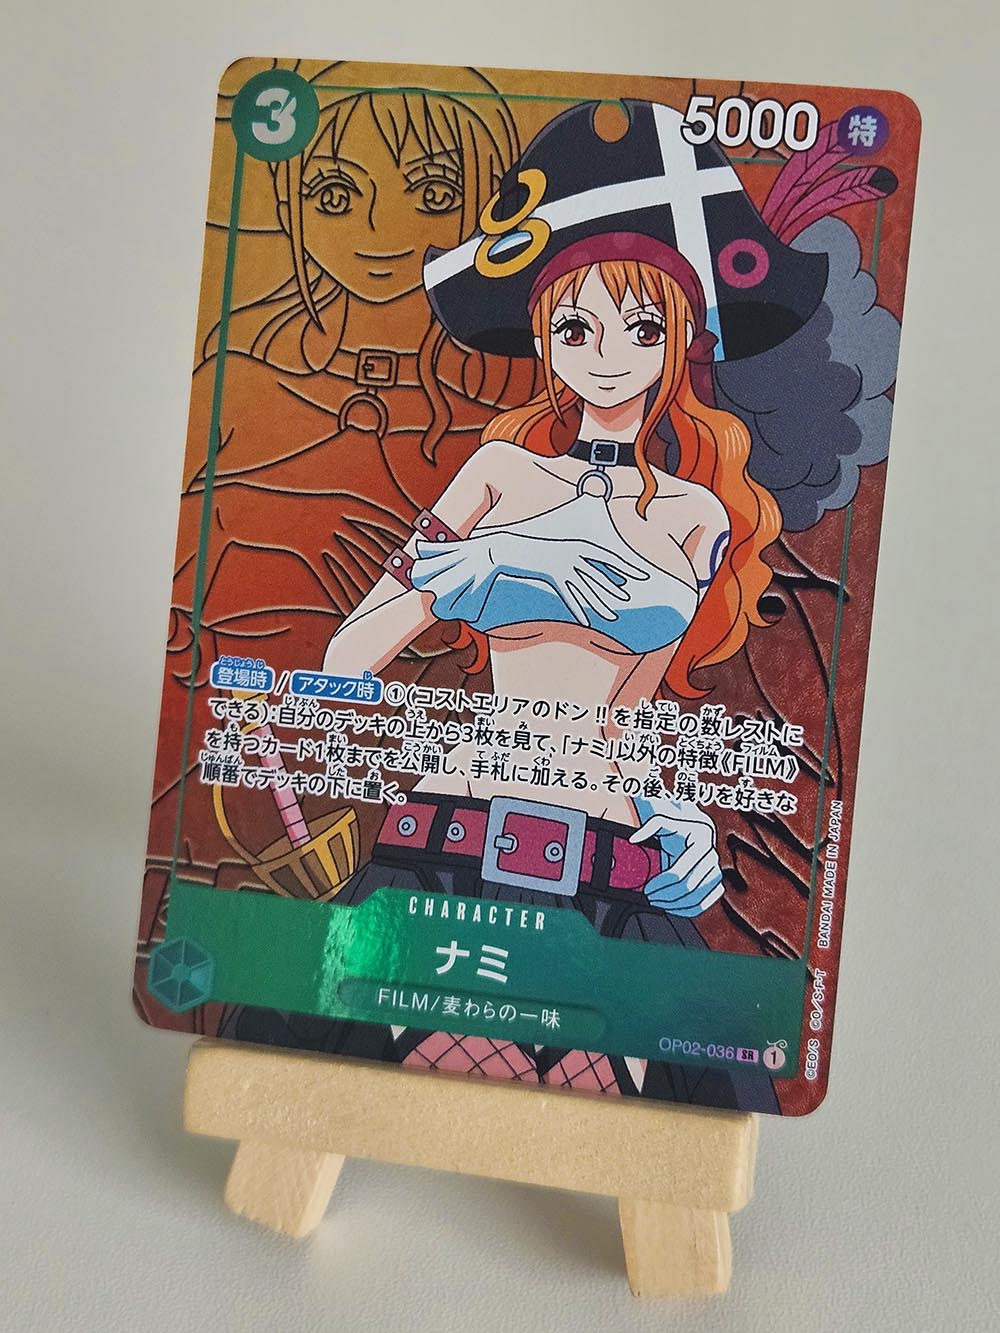 3
5000 特
登場時 / アタック時 ①(コストエリアのドン!!を指定の数レストに
できる):自分のデッキの上から3枚を見て、「ナミ」以外の特徴《FILM》
を持つカード1枚までを公開し、手札に加える。その後、残りを好きな
順番でデッキの下に置く。
CHARACTER
ナミ
FILM/麦わらの一味
OP02-036 SR 1
©EO/S ©O/S・F・T BANDAI MADE IN JAPAN